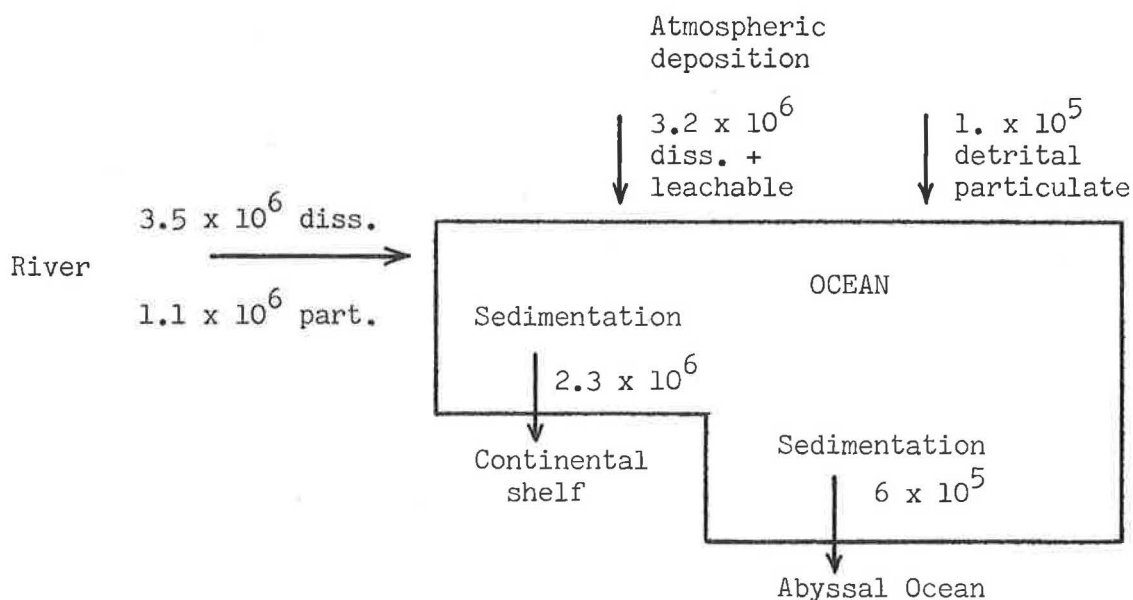 Atmospheric
deposition
3.2 x 10^6
diss. +
leachable
1. x 10^5
detrital
particulate
3.5 x 10^6 diss.
River
1.1 x 10^6 part.
OCEAN
Sedimentation
2.3 x 10^6
Continental
shelf
Sedimentation
6 x 10^5
Abyssal Ocean